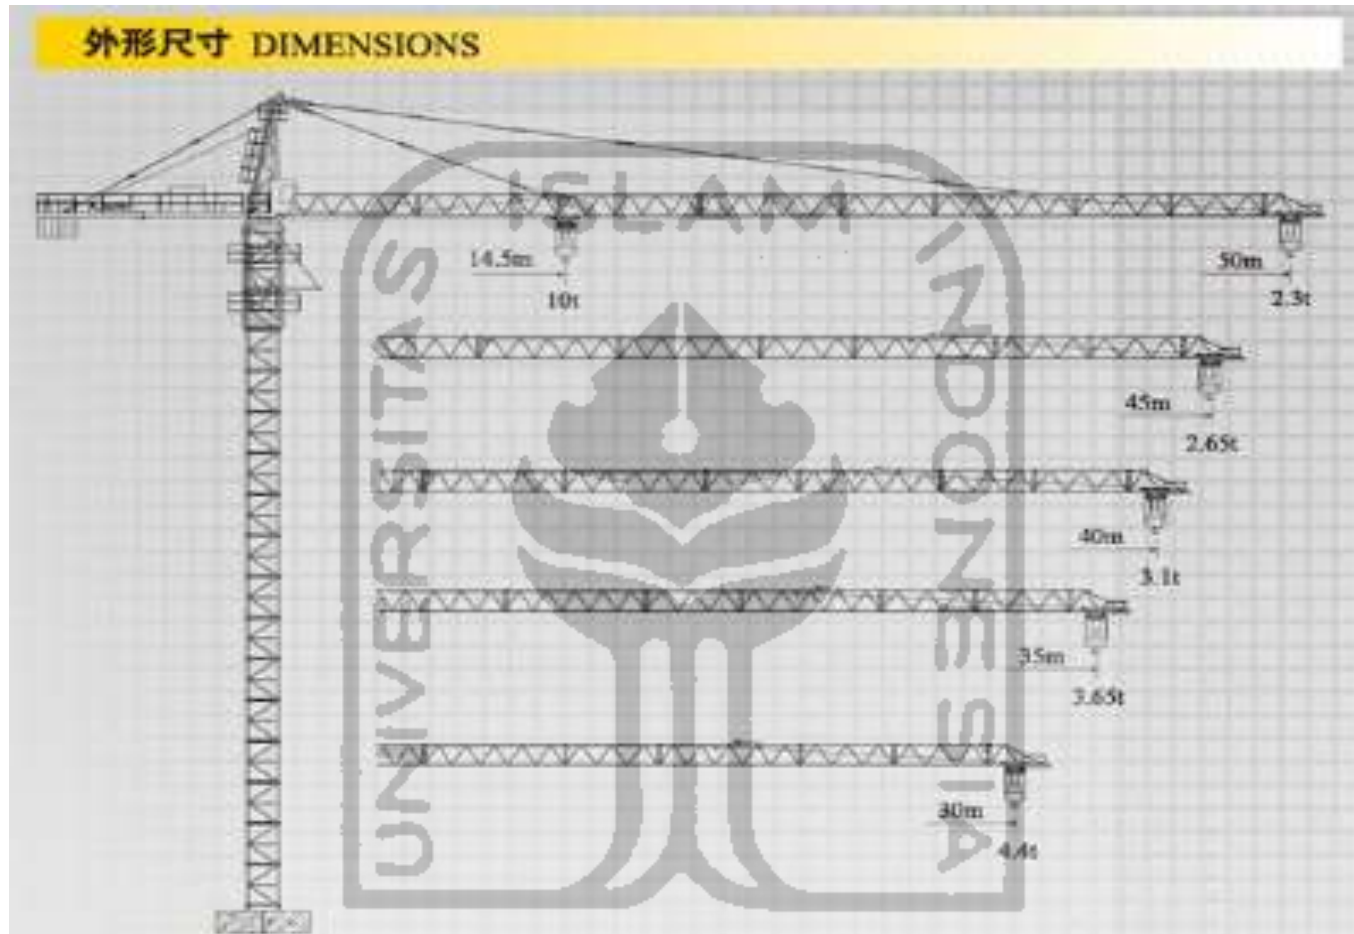 外形尺寸 DIMENSIONS
ISLAM
UNIVERSITAS
INDONESIA
14.5m
10t
50m
2.3t
45m
2.65t
40m
3.1t
35m
3.65t
30m
4.4t